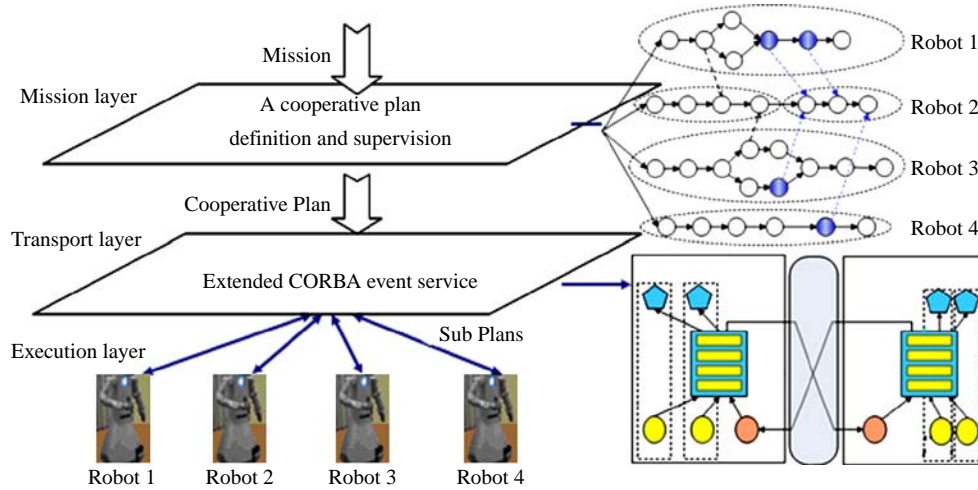 Mission
Robot 1
Mission layer
A cooperative plan
definition and supervision
Robot 2
Robot 3
Cooperative Plan
Robot 4
Transport layer
Extended CORBA event service
Sub Plans
Execution layer
Robot 1
Robot 2
Robot 3
Robot 4